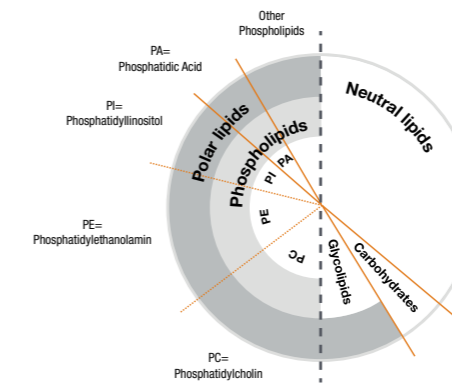 Other
Phospholipids
PA=
Phosphatidic Acid
PI=
Phosphatidyllinositol
PE=
Phosphatidylethanolamin
PC=
Phosphatidylcholin
Polar lipids
Phospholipids
PA
PI
PE
PC
Neutral lipids
Glycolipids
Carbohydrates